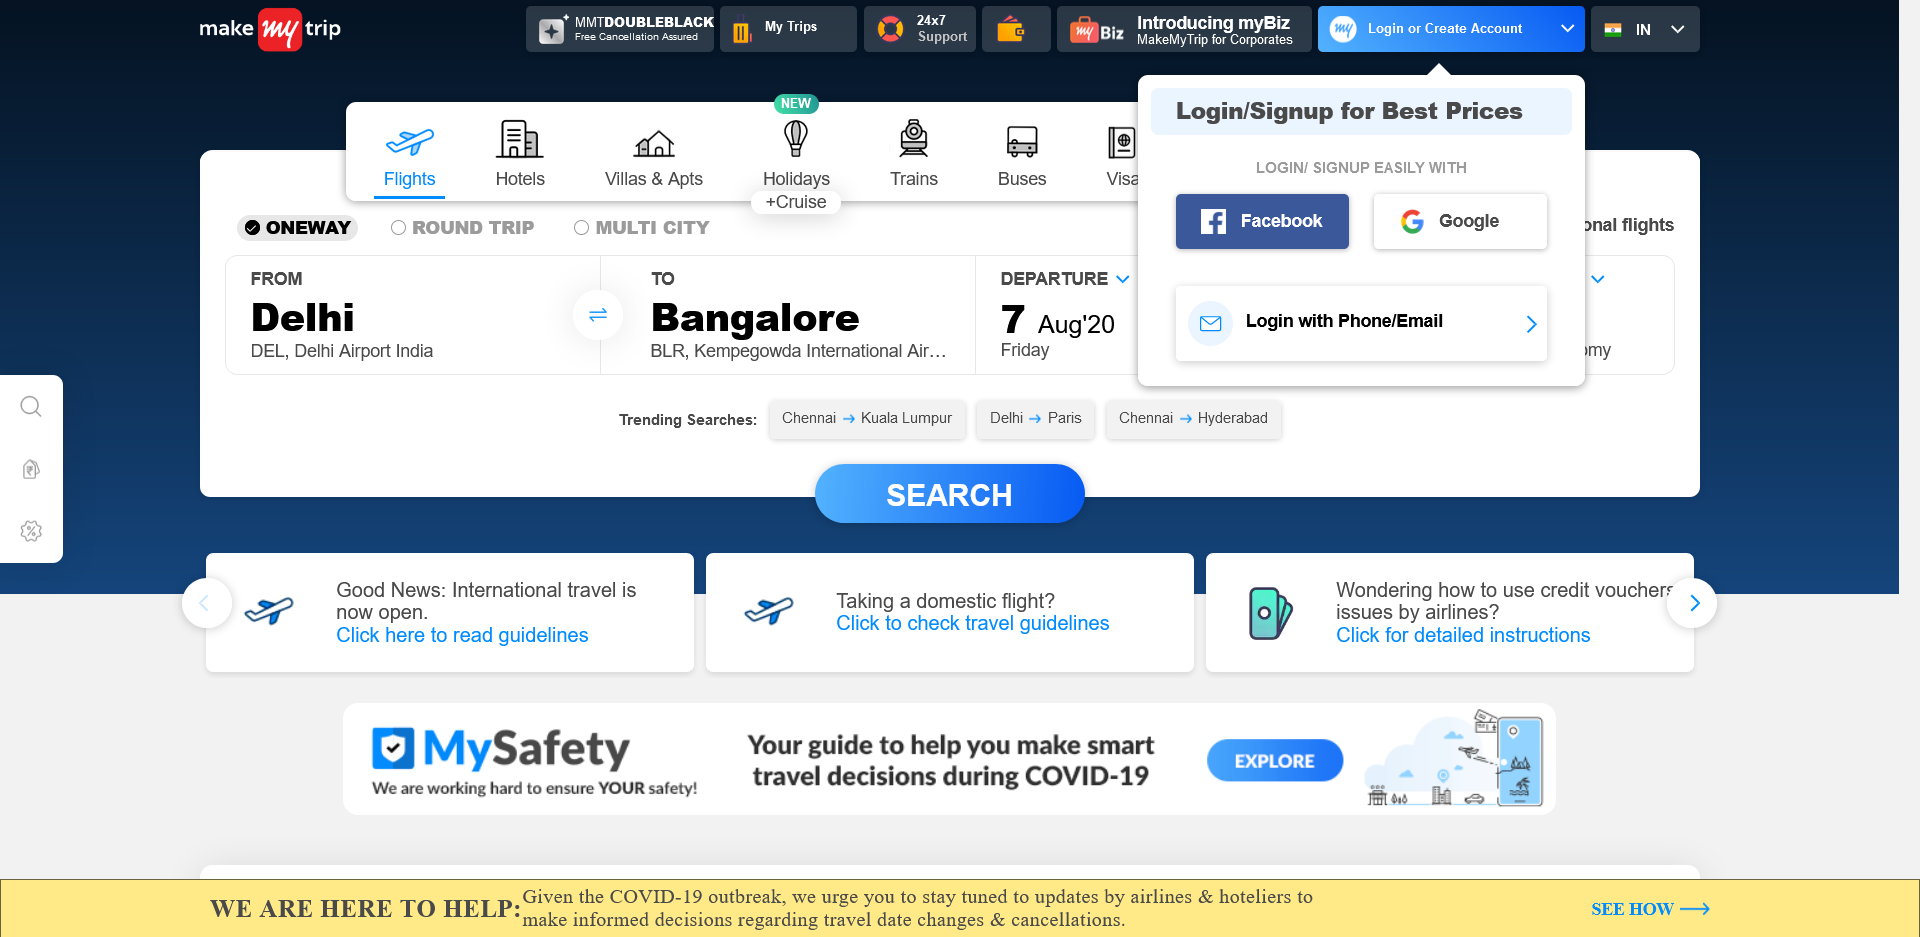 make my trip
MMTDOUBLEBLACK
Free Cancellation Assured
My Trips
24x7
Support
my Biz
Introducing myBiz
MakeMyTrip for Corporates
my
Login or Create Account
IN
Login/Signup for Best Prices
LOGIN/ SIGNUP EASILY WITH
Facebook
Google
Login with Phone/Email
NEW
Flights
Hotels
Villas & Apts
Holidays
+Cruise
Trains
Buses
Visa
ONEWAY
ROUND TRIP
MULTI CITY
onal flights
FROM
Delhi
DEL, Delhi Airport India
TO
Bangalore
BLR, Kempegowda International Air...
DEPARTURE
7 Aug'20
Friday
omy
Trending Searches:
Chennai → Kuala Lumpur
Delhi → Paris
Chennai → Hyderabad
SEARCH
Good News: International travel is
now open.
Click here to read guidelines
Taking a domestic flight?
Click to check travel guidelines
Wondering how to use credit vouchers
issues by airlines?
Click for detailed instructions
MySafety
We are working hard to ensure YOUR safety!
Your guide to help you make smart
travel decisions during COVID-19
EXPLORE
WE ARE HERE TO HELP:
Given the COVID-19 outbreak, we urge you to stay tuned to updates by airlines & hoteliers to
make informed decisions regarding travel date changes & cancellations.
SEE HOW